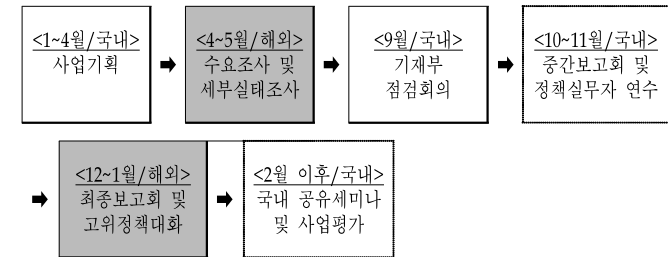 <1~4월/국내>
사업기획
➡
<4~5월/해외>
수요조사 및
세부실태조사
➡
<9월/국내>
기재부
점검회의
➡
<10~11월/국내>
중간보고회 및
정책실무자 연수
➡
<12~1월/해외>
최종보고회 및
고위정책대화
➡
<2월 이후/국내>
국내 공유세미나
및 사업평가